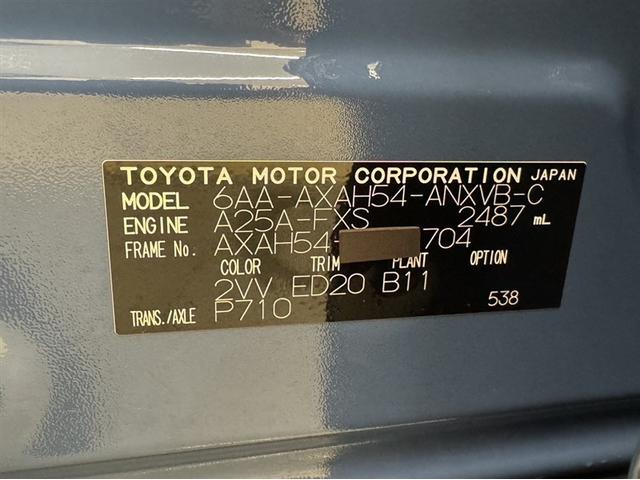 TOYOTA MOTOR CORPORATION JAPAN
MODEL 6AA-AXAH54-ANXVB-C
ENGINE A25A-FXS 2487 mL
FRAME No. AXAH54- 704
COLOR TRIM PLANT OPTION
2VV ED20 B11
TRANS./AXLE P710 538